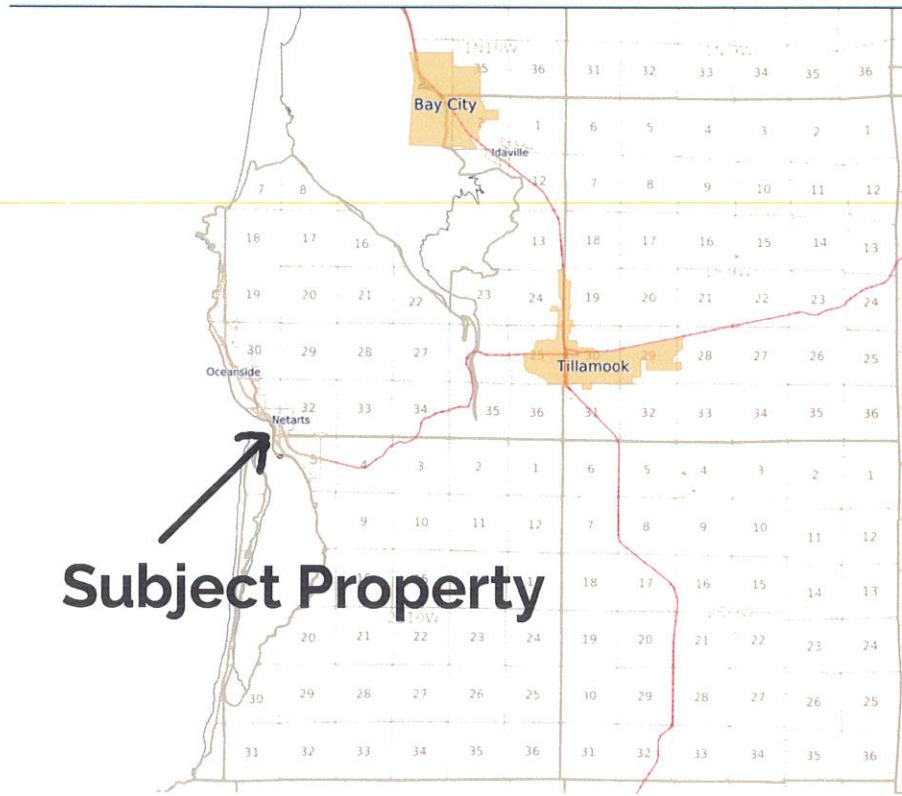 1N10W
35 36 31 32 33 34 35 36
Bay City
1 6 5 4 3 2 1
Idaville
7 8 12 7 8 9 10 11 12
18 17 16 13 18 17 16 15 14 13
19 20 21 22 23 24 19 20 21 22 23 24
30 29 28 27 25 30 29 28 27 26 25
Oceanside
Tillamook
32 33 34 35 36 31 32 33 34 35 36
Netarts
5 4 3 2 1 6 5 4 3 2 1
9 10 11 12 7 8 9 10 11 12
18 17 16 15 14 13
Subject Property
2S10W
20 21 22 23 24 19 20 21 22 23 24
30 29 28 27 26 25 30 29 28 27 26 25
31 32 33 34 35 36 31 32 33 34 35 36